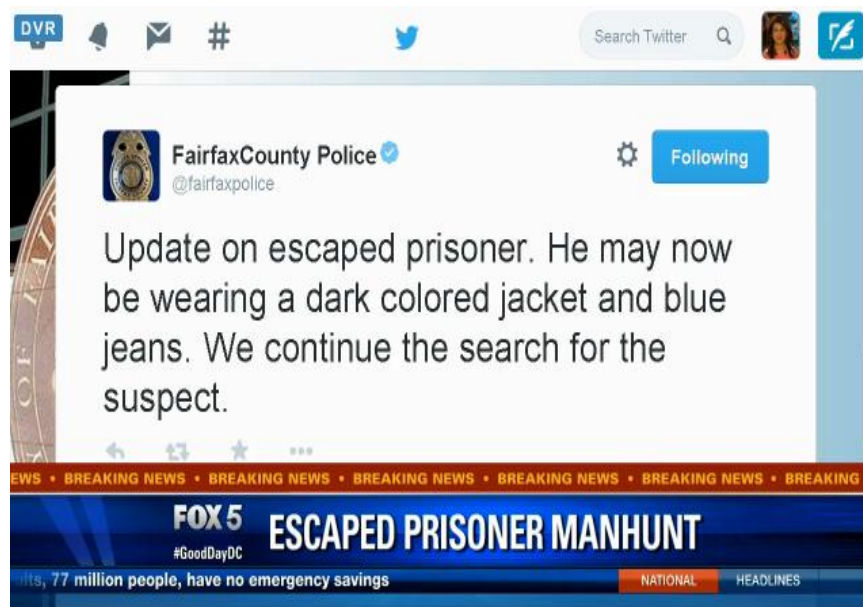 DVR
#
Search Twitter
FairfaxCounty Police
Following
@fairfaxpolice
Update on escaped prisoner. He may now
be wearing a dark colored jacket and blue
jeans. We continue the search for the
suspect.
EWS • BREAKING NEWS • BREAKING NEWS • BREAKING NEWS • BREAKING NEWS • BREAKING NEWS • BREAKING
FOX 5
#GoodDayDC
ESCAPED PRISONER MANHUNT
77 million people, have no emergency savings
NATIONAL
HEADLINES